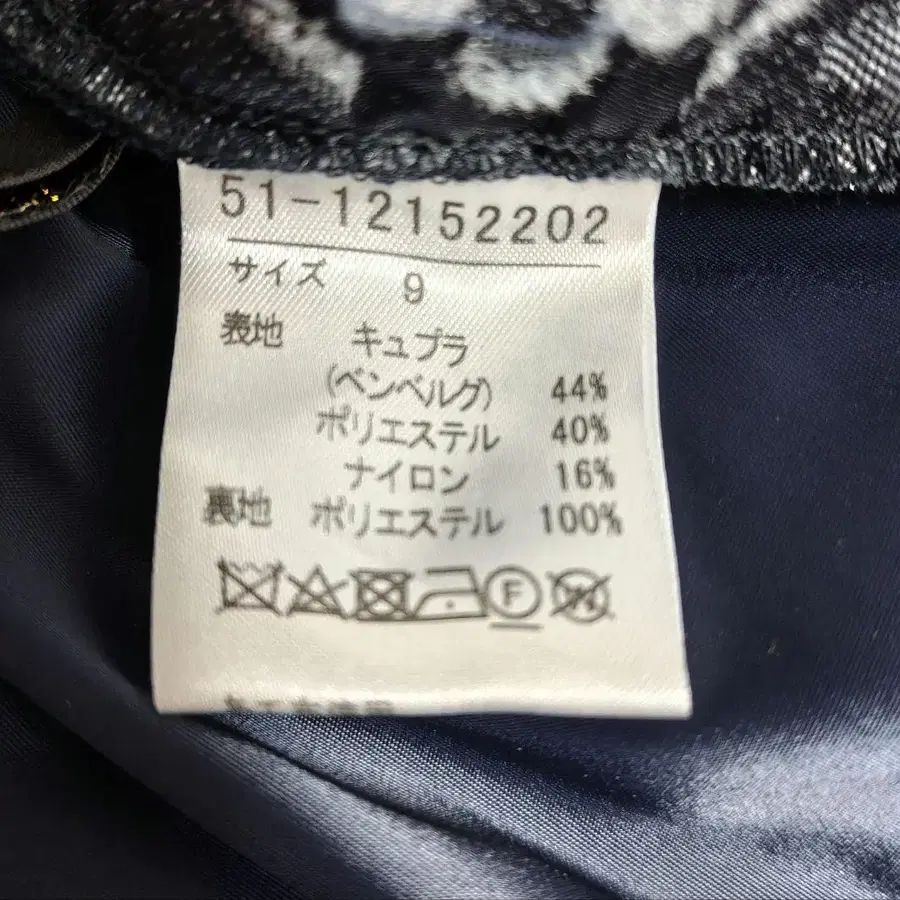 51-12152202
サイズ 9
表地 キュプラ
(ベンベルグ) 44%
ポリエステル 40%
ナイロン 16%
裏地 ポリエステル 100%
F